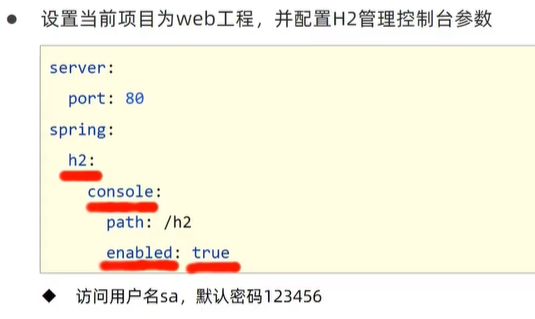 ● 设置当前项目为web工程，并配置H2管理控制台参数
server:
  port: 80
spring:
  h2:
    console:
      path: /h2
      enabled: true
◆ 访问用户名sa，默认密码123456